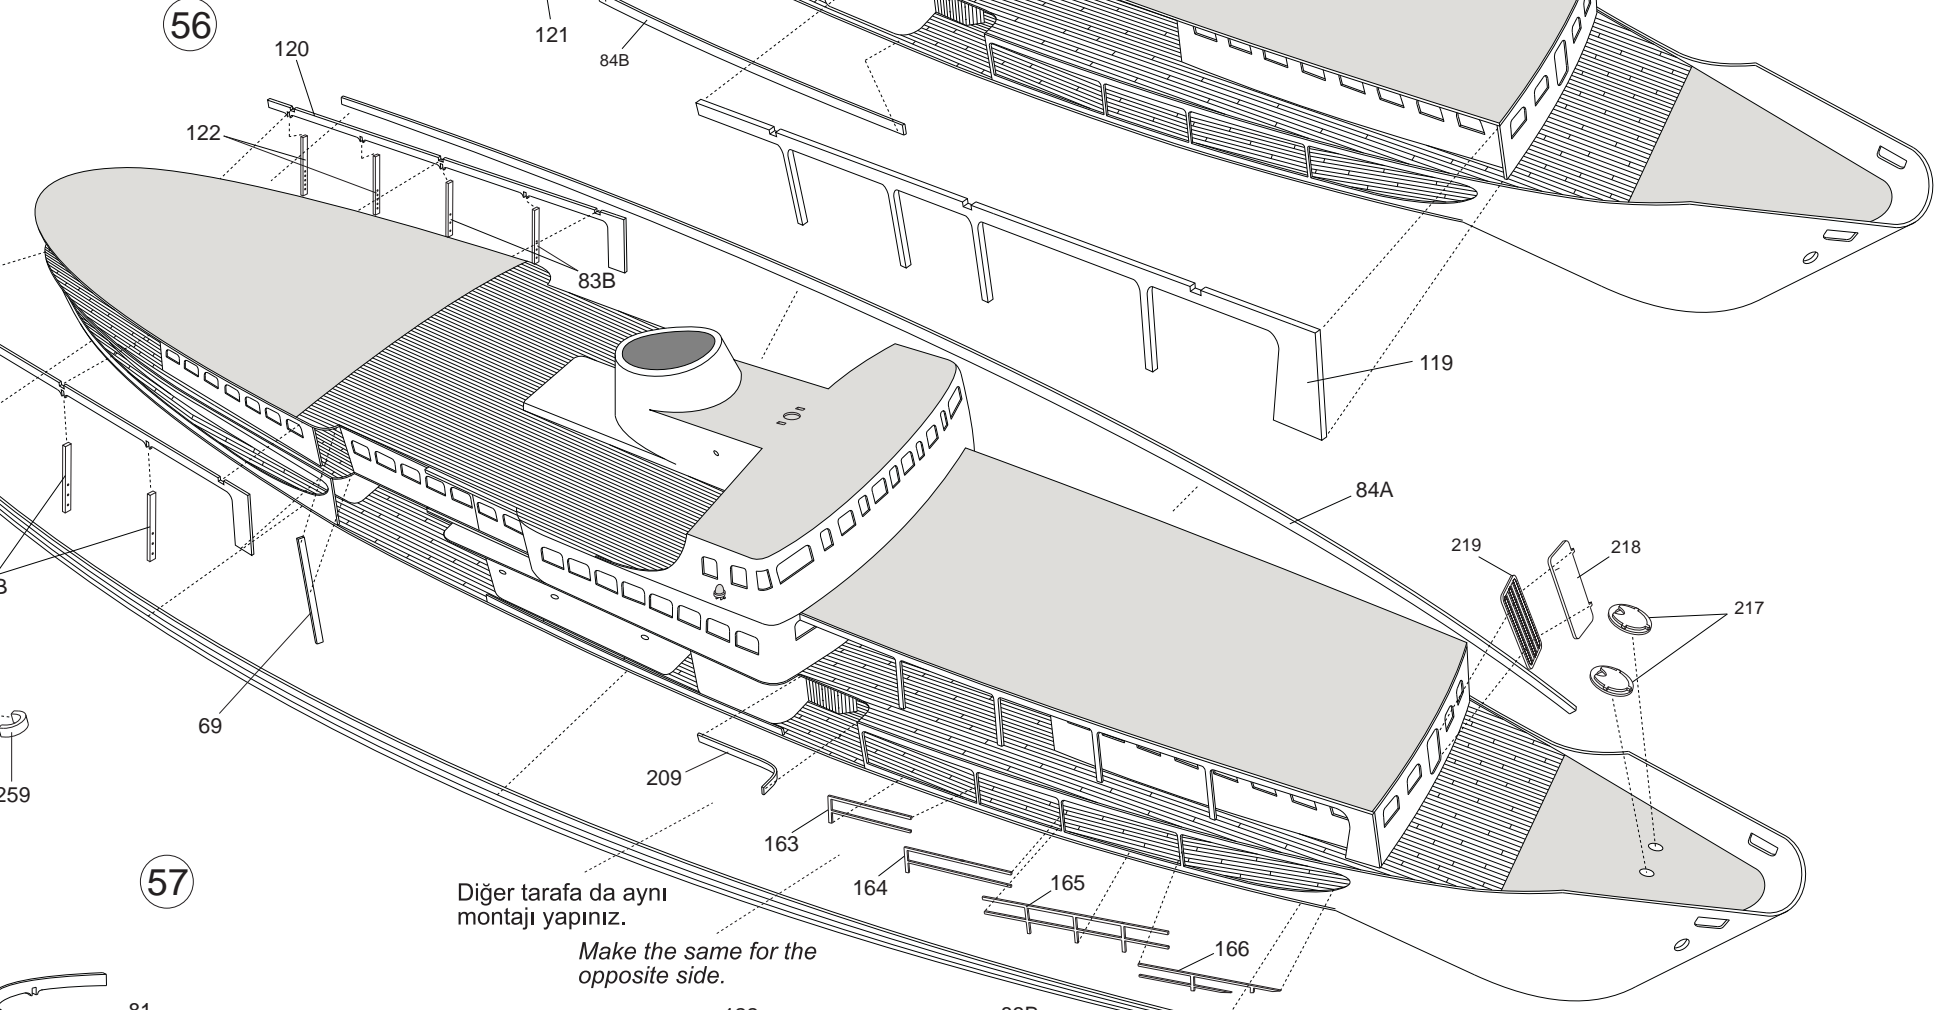 56
121
84B
120
122
83B
119
84A
219
218
217
69
209
259
163
164
165
166
57
Diğer tarafa da aynı
montajı yapınız.
Make the same for the
opposite side.
81